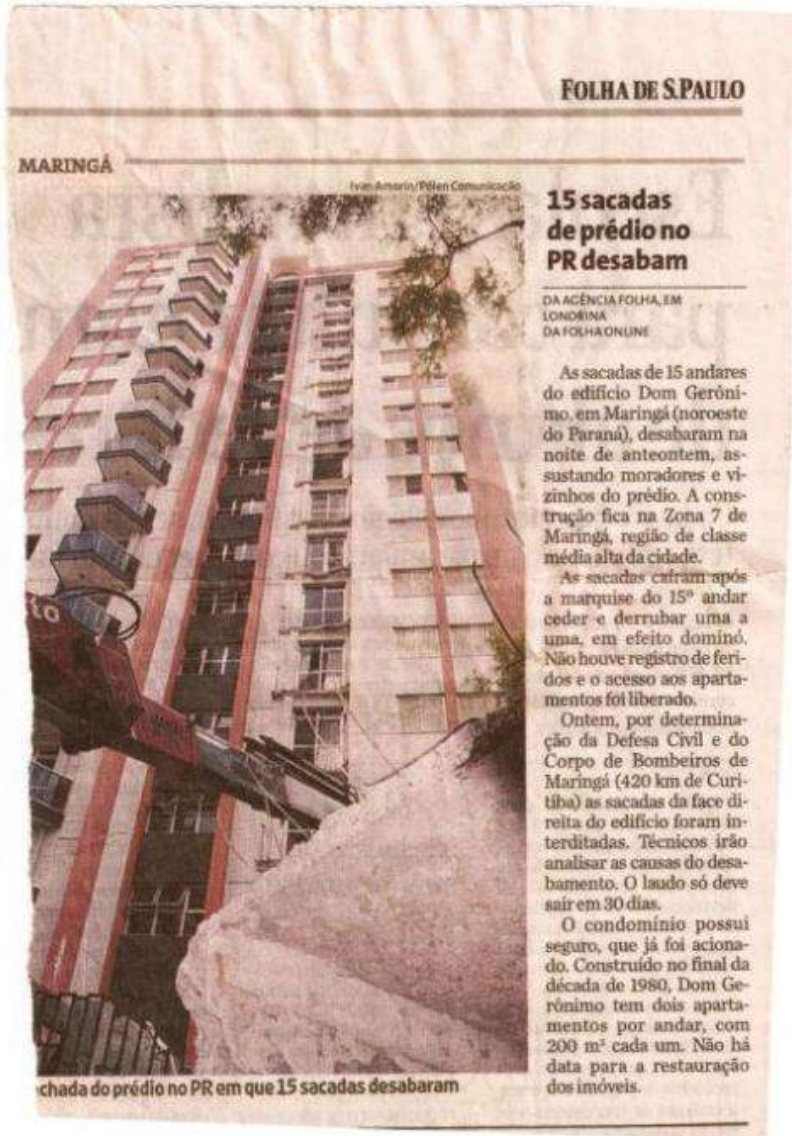 FOLHA DE S.PAULO
MARINGÁ
Ivan Amorin/Pólen Comunicação
15 sacadas
de prédio no
PR desabam
DA AGÊNCIA FOLHA, EM
LONDRINA
DA FOLHA ONLINE
As sacadas de 15 andares
do edifício Dom Gerôni-
mo, em Maringá (noroeste
do Paraná), desabaram na
noite de anteontem, as-
sustando moradores e vi-
zinhos do prédio. A cons-
trução fica na Zona 7 de
Maringá, região de classe
média alta da cidade.
As sacadas caíram após
a marquise do 15º andar
ceder e derrubar uma a
uma, em efeito dominó.
Não houve registro de feri-
dos e o acesso aos aparta-
mentos foi liberado.
Ontem, por determina-
ção da Defesa Civil e do
Corpo de Bombeiros de
Maringá (420 km de Curi-
tiba) as sacadas da face di-
reita do edifício foram in-
terditadas. Técnicos irão
analisar as causas do desa-
bamento. O laudo só deve
sair em 30 dias.
O condomínio possui
seguro, que já foi aciona-
do. Construído no final da
década de 1980, Dom Ge-
rônimo tem dois aparta-
mentos por andar, com
200 m² cada um. Não há
data para a restauração
dos imóveis.
to
chada do prédio no PR em que 15 sacadas desabaram